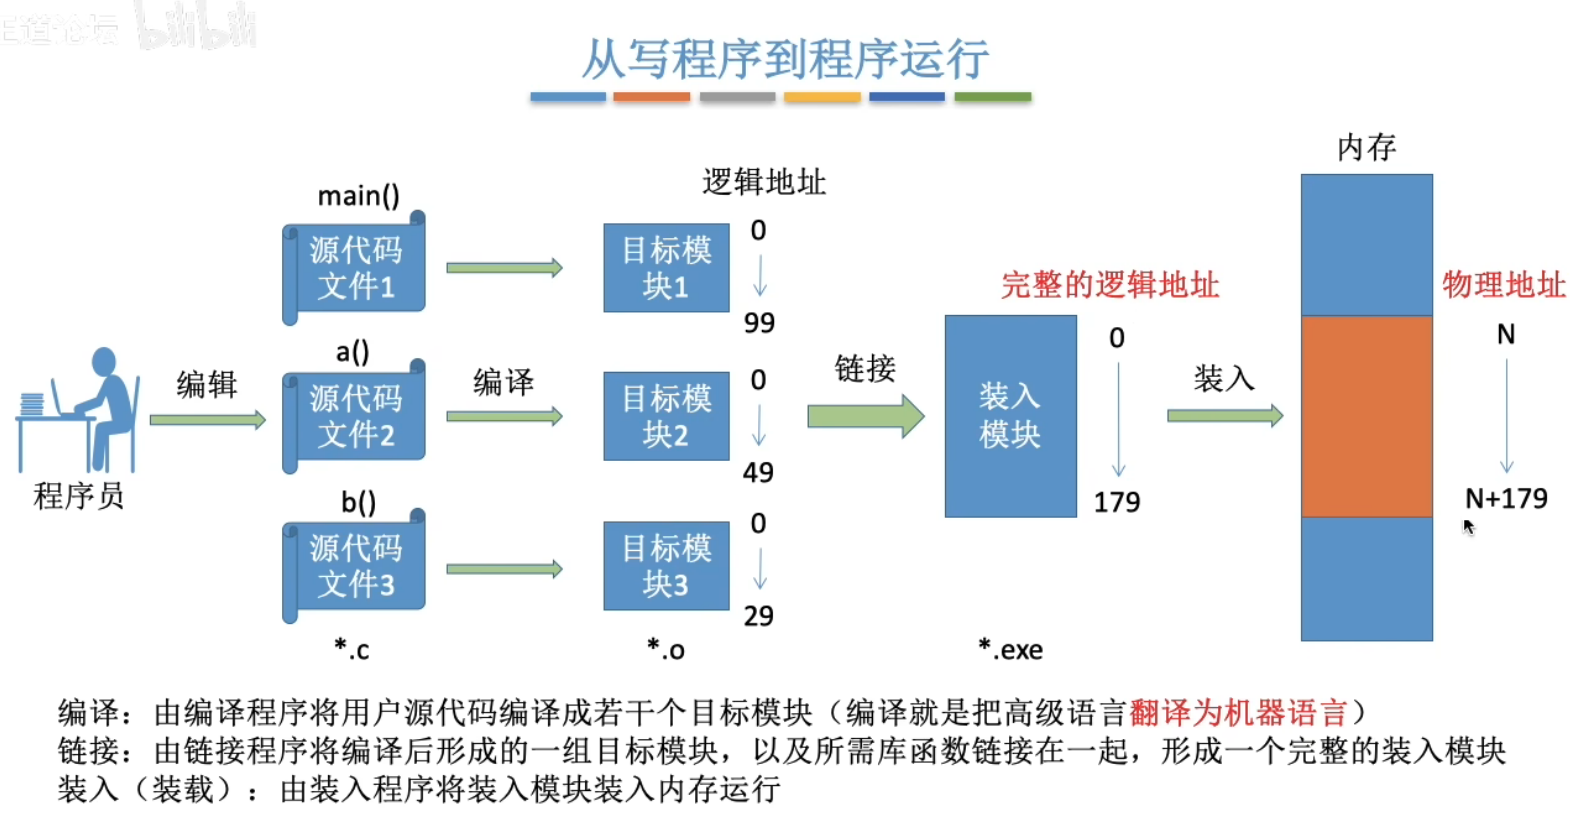 王道论坛 bilibili
从写程序到程序运行
内存
逻辑地址
main()
源代码
文件1
目标模
块1
0
99
完整的逻辑地址
物理地址
a()
源代码
文件2
目标模
块2
0
49
编辑
编译
链接
装入
模块
0
179
装入
N
N+179
程序员
b()
源代码
文件3
目标模
块3
0
29
*.c
*.o
*.exe
编译：由编译程序将用户源代码编译成若干个目标模块（编译就是把高级语言翻译为机器语言）
链接：由链接程序将编译后形成的一组目标模块，以及所需库函数链接在一起，形成一个完整的装入模块
装入（装载）：由装入程序将装入模块装入内存运行